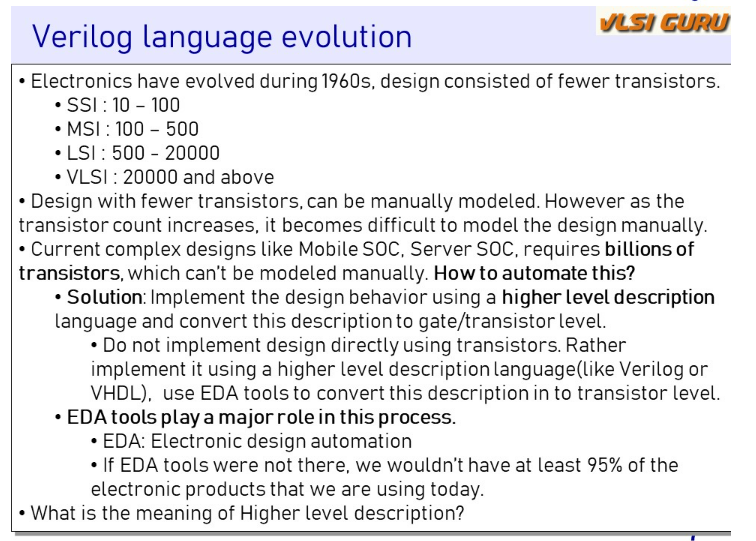 VLSI GURU
Verilog language evolution
• Electronics have evolved during 1960s, design consisted of fewer transistors.
• SSI : 10 – 100
• MSI : 100 – 500
• LSI : 500 - 20000
• VLSI : 20000 and above
• Design with fewer transistors, can be manually modeled. However as the
transistor count increases, it becomes difficult to model the design manually.
• Current complex designs like Mobile SOC, Server SOC, requires billions of
transistors, which can't be modeled manually. How to automate this?
• Solution: Implement the design behavior using a higher level description
language and convert this description to gate/transistor level.
• Do not implement design directly using transistors. Rather
implement it using a higher level description language(like Verilog or
VHDL), use EDA tools to convert this description in to transistor level.
• EDA tools play a major role in this process.
• EDA: Electronic design automation
• If EDA tools were not there, we wouldn't have at least 95% of the
electronic products that we are using today.
• What is the meaning of Higher level description?